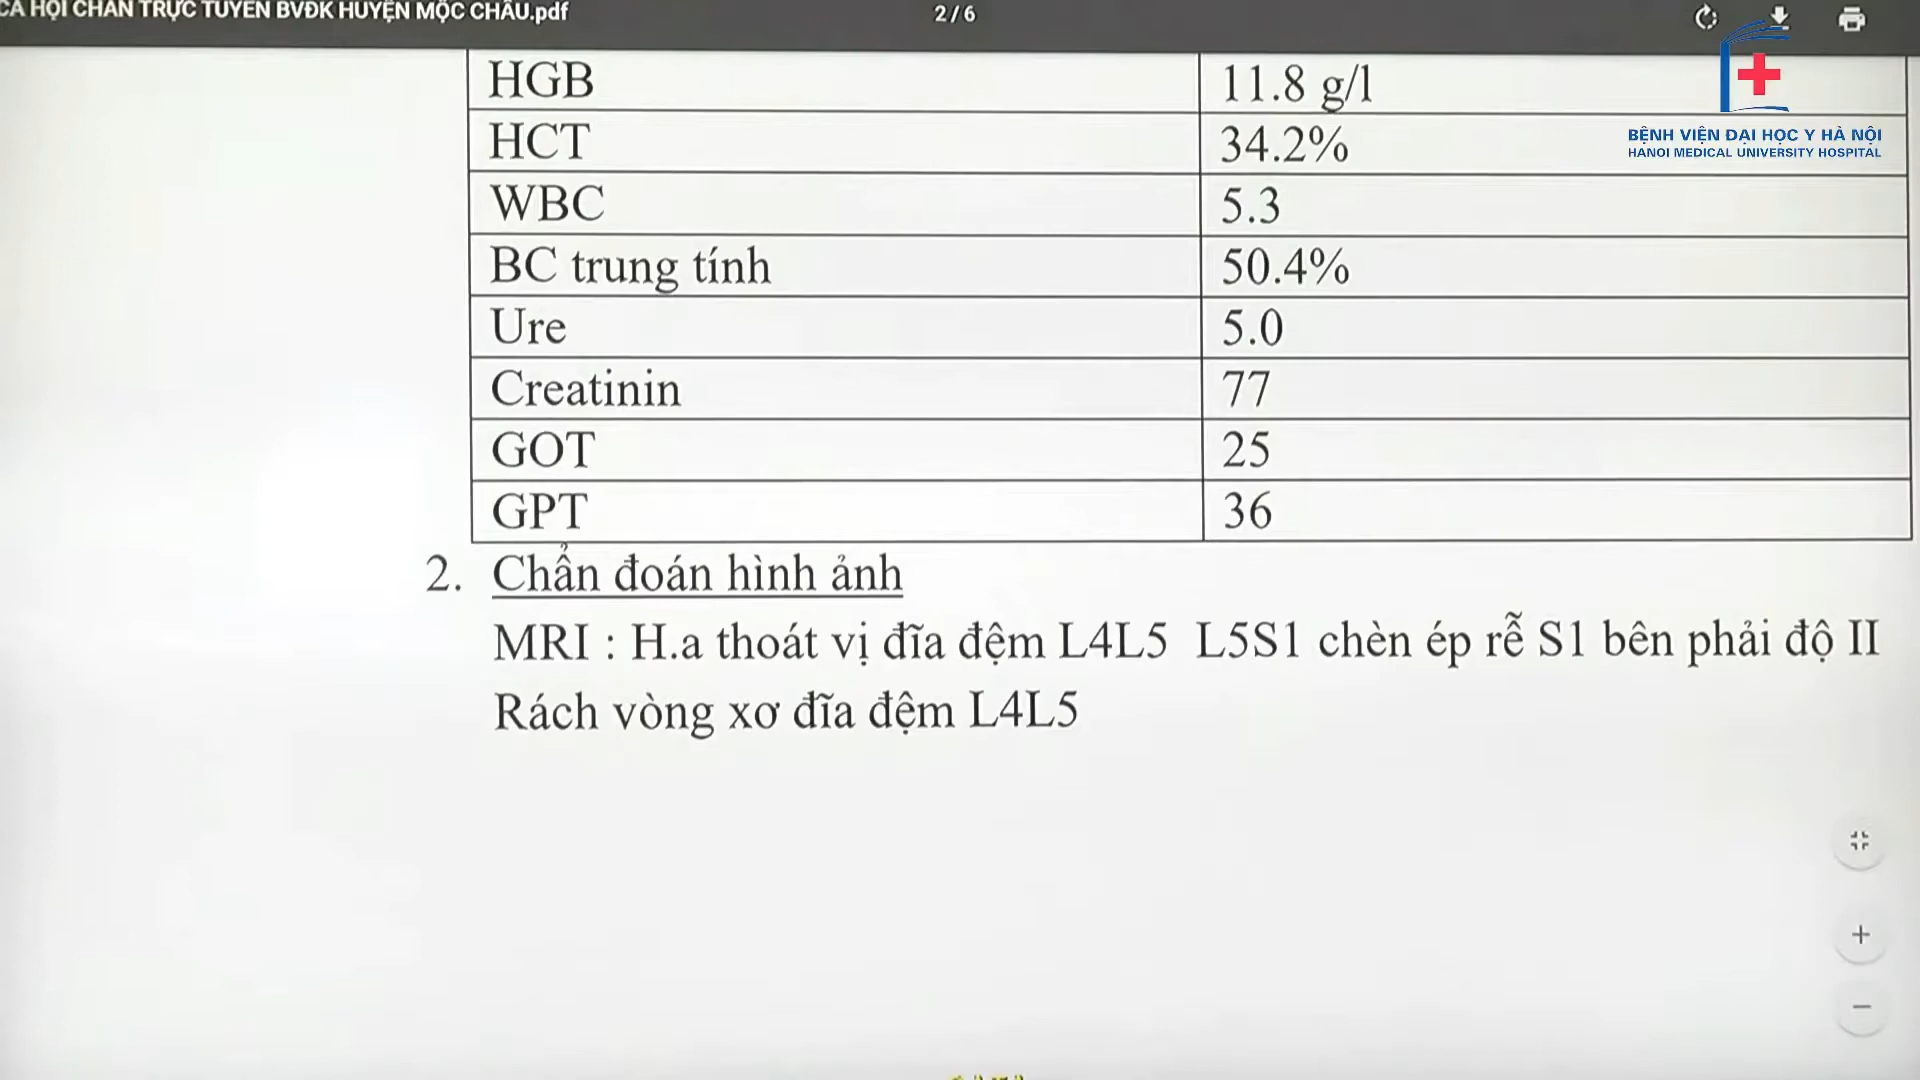 CA HỘI CHẨN TRỰC TUYẾN BVĐK HUYỆN MỘC CHÂU.pdf
2 / 6
BỆNH VIỆN ĐẠI HỌC Y HÀ NỘI
HANOI MEDICAL UNIVERSITY HOSPITAL
HGB 11.8 g/l
HCT 34.2%
WBC 5.3
BC trung tính 50.4%
Ure 5.0
Creatinin 77
GOT 25
GPT 36
2. Chẩn đoán hình ảnh
MRI : H.a thoát vị đĩa đệm L4L5 L5S1 chèn ép rễ S1 bên phải độ II
Rách vòng xơ đĩa đệm L4L5